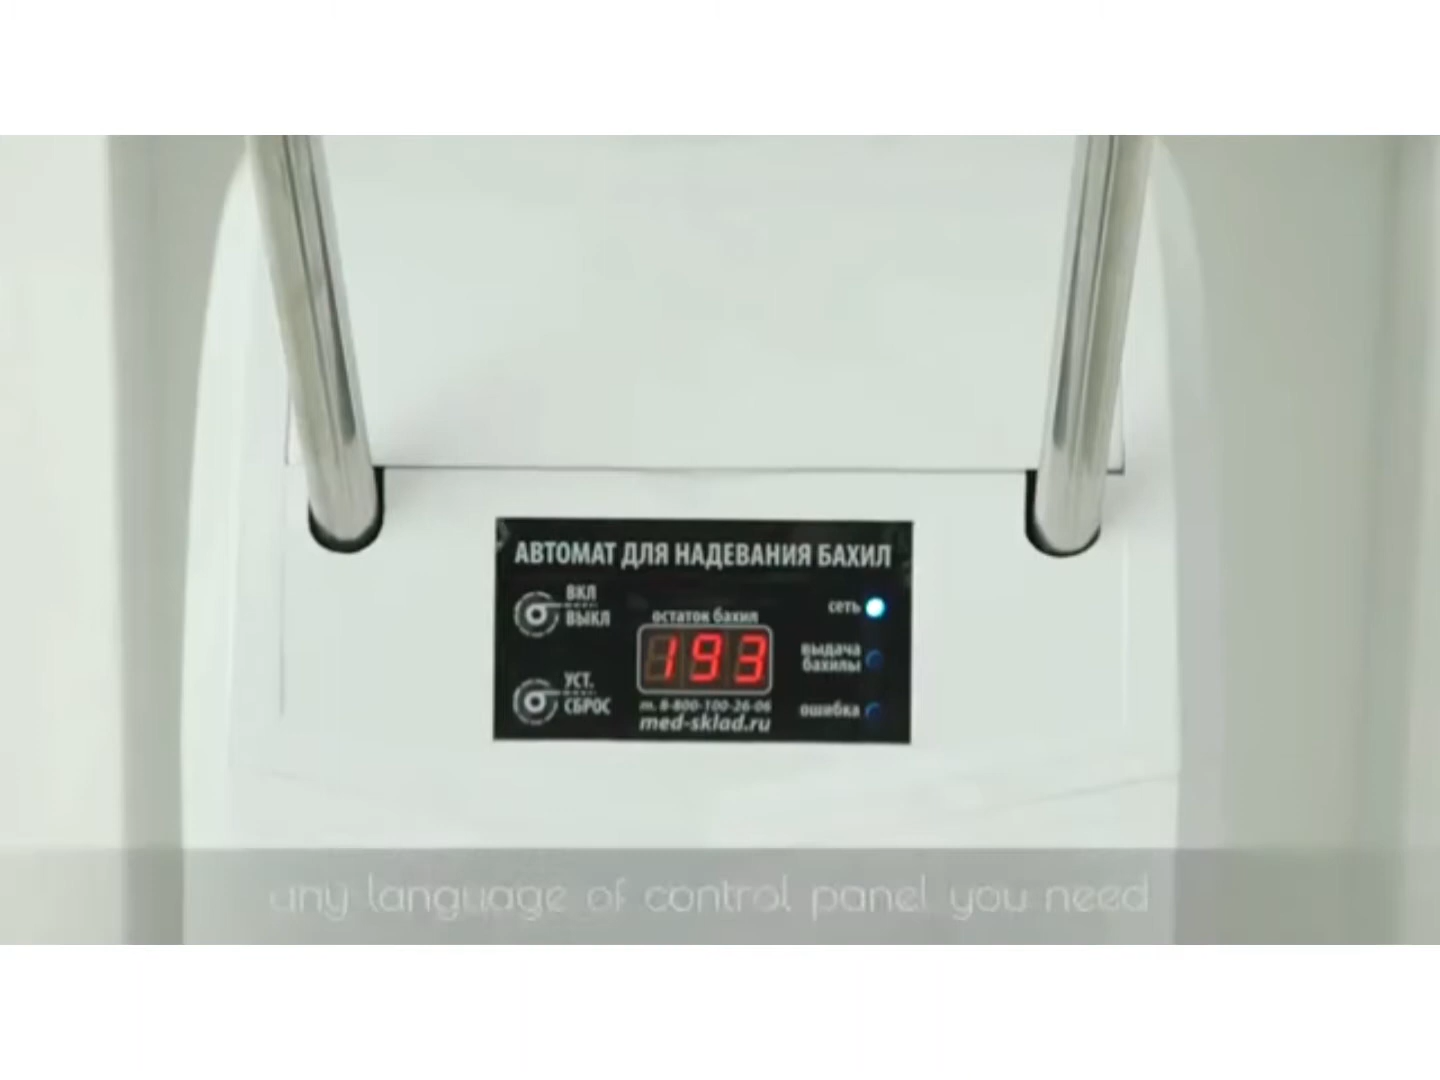 АВТОМАТ ДЛЯ НАДЕВАНИЯ БАХИЛ
ВКЛ
ВЫКЛ
остаток бахил
193
сеть
выдача
бахилы
УСТ.
СБРОС
т. 8-800-100-26-06
med-sklad.ru
ошибка
any language of control panel you need